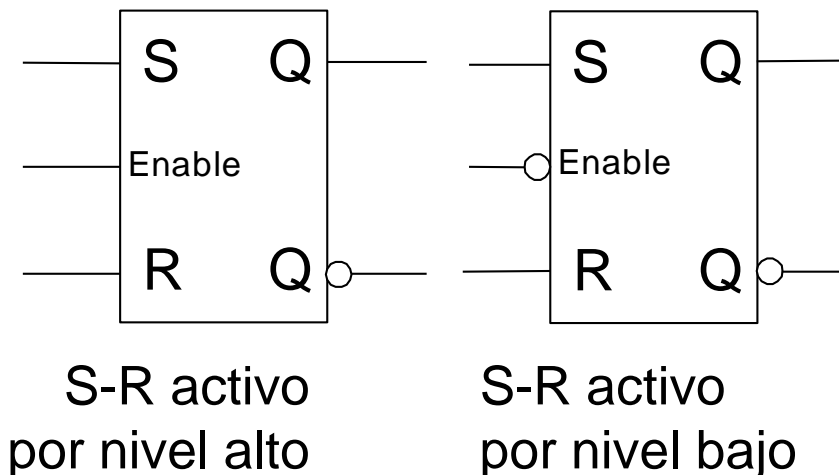 S Q
Enable
R Q
S-R activo
por nivel alto
S Q
Enable
R Q
S-R activo
por nivel bajo